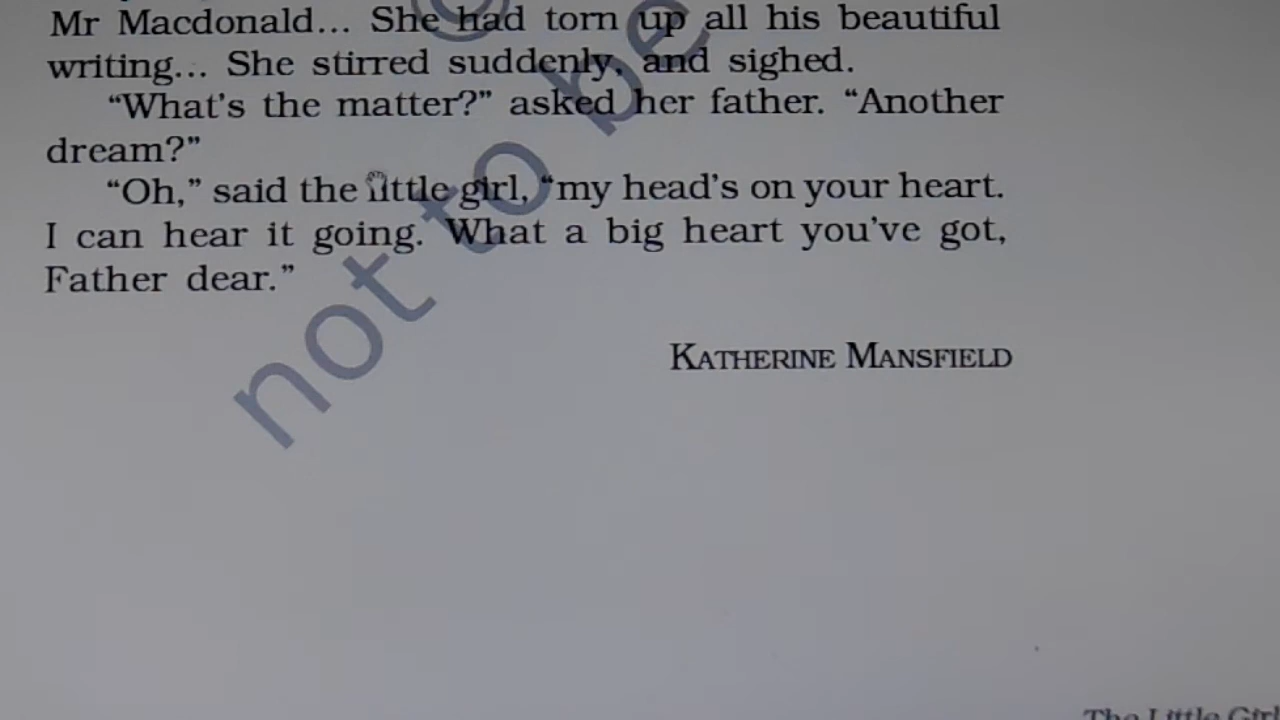 Mr Macdonald... She had torn up all his beautiful
writing... She stirred suddenly, and sighed.
“What's the matter?” asked her father. “Another
dream?”
“Oh,” said the little girl, “my head's on your heart.
I can hear it going. What a big heart you've got,
Father dear.”
KATHERINE MANSFIELD
not to be
The Little Girl